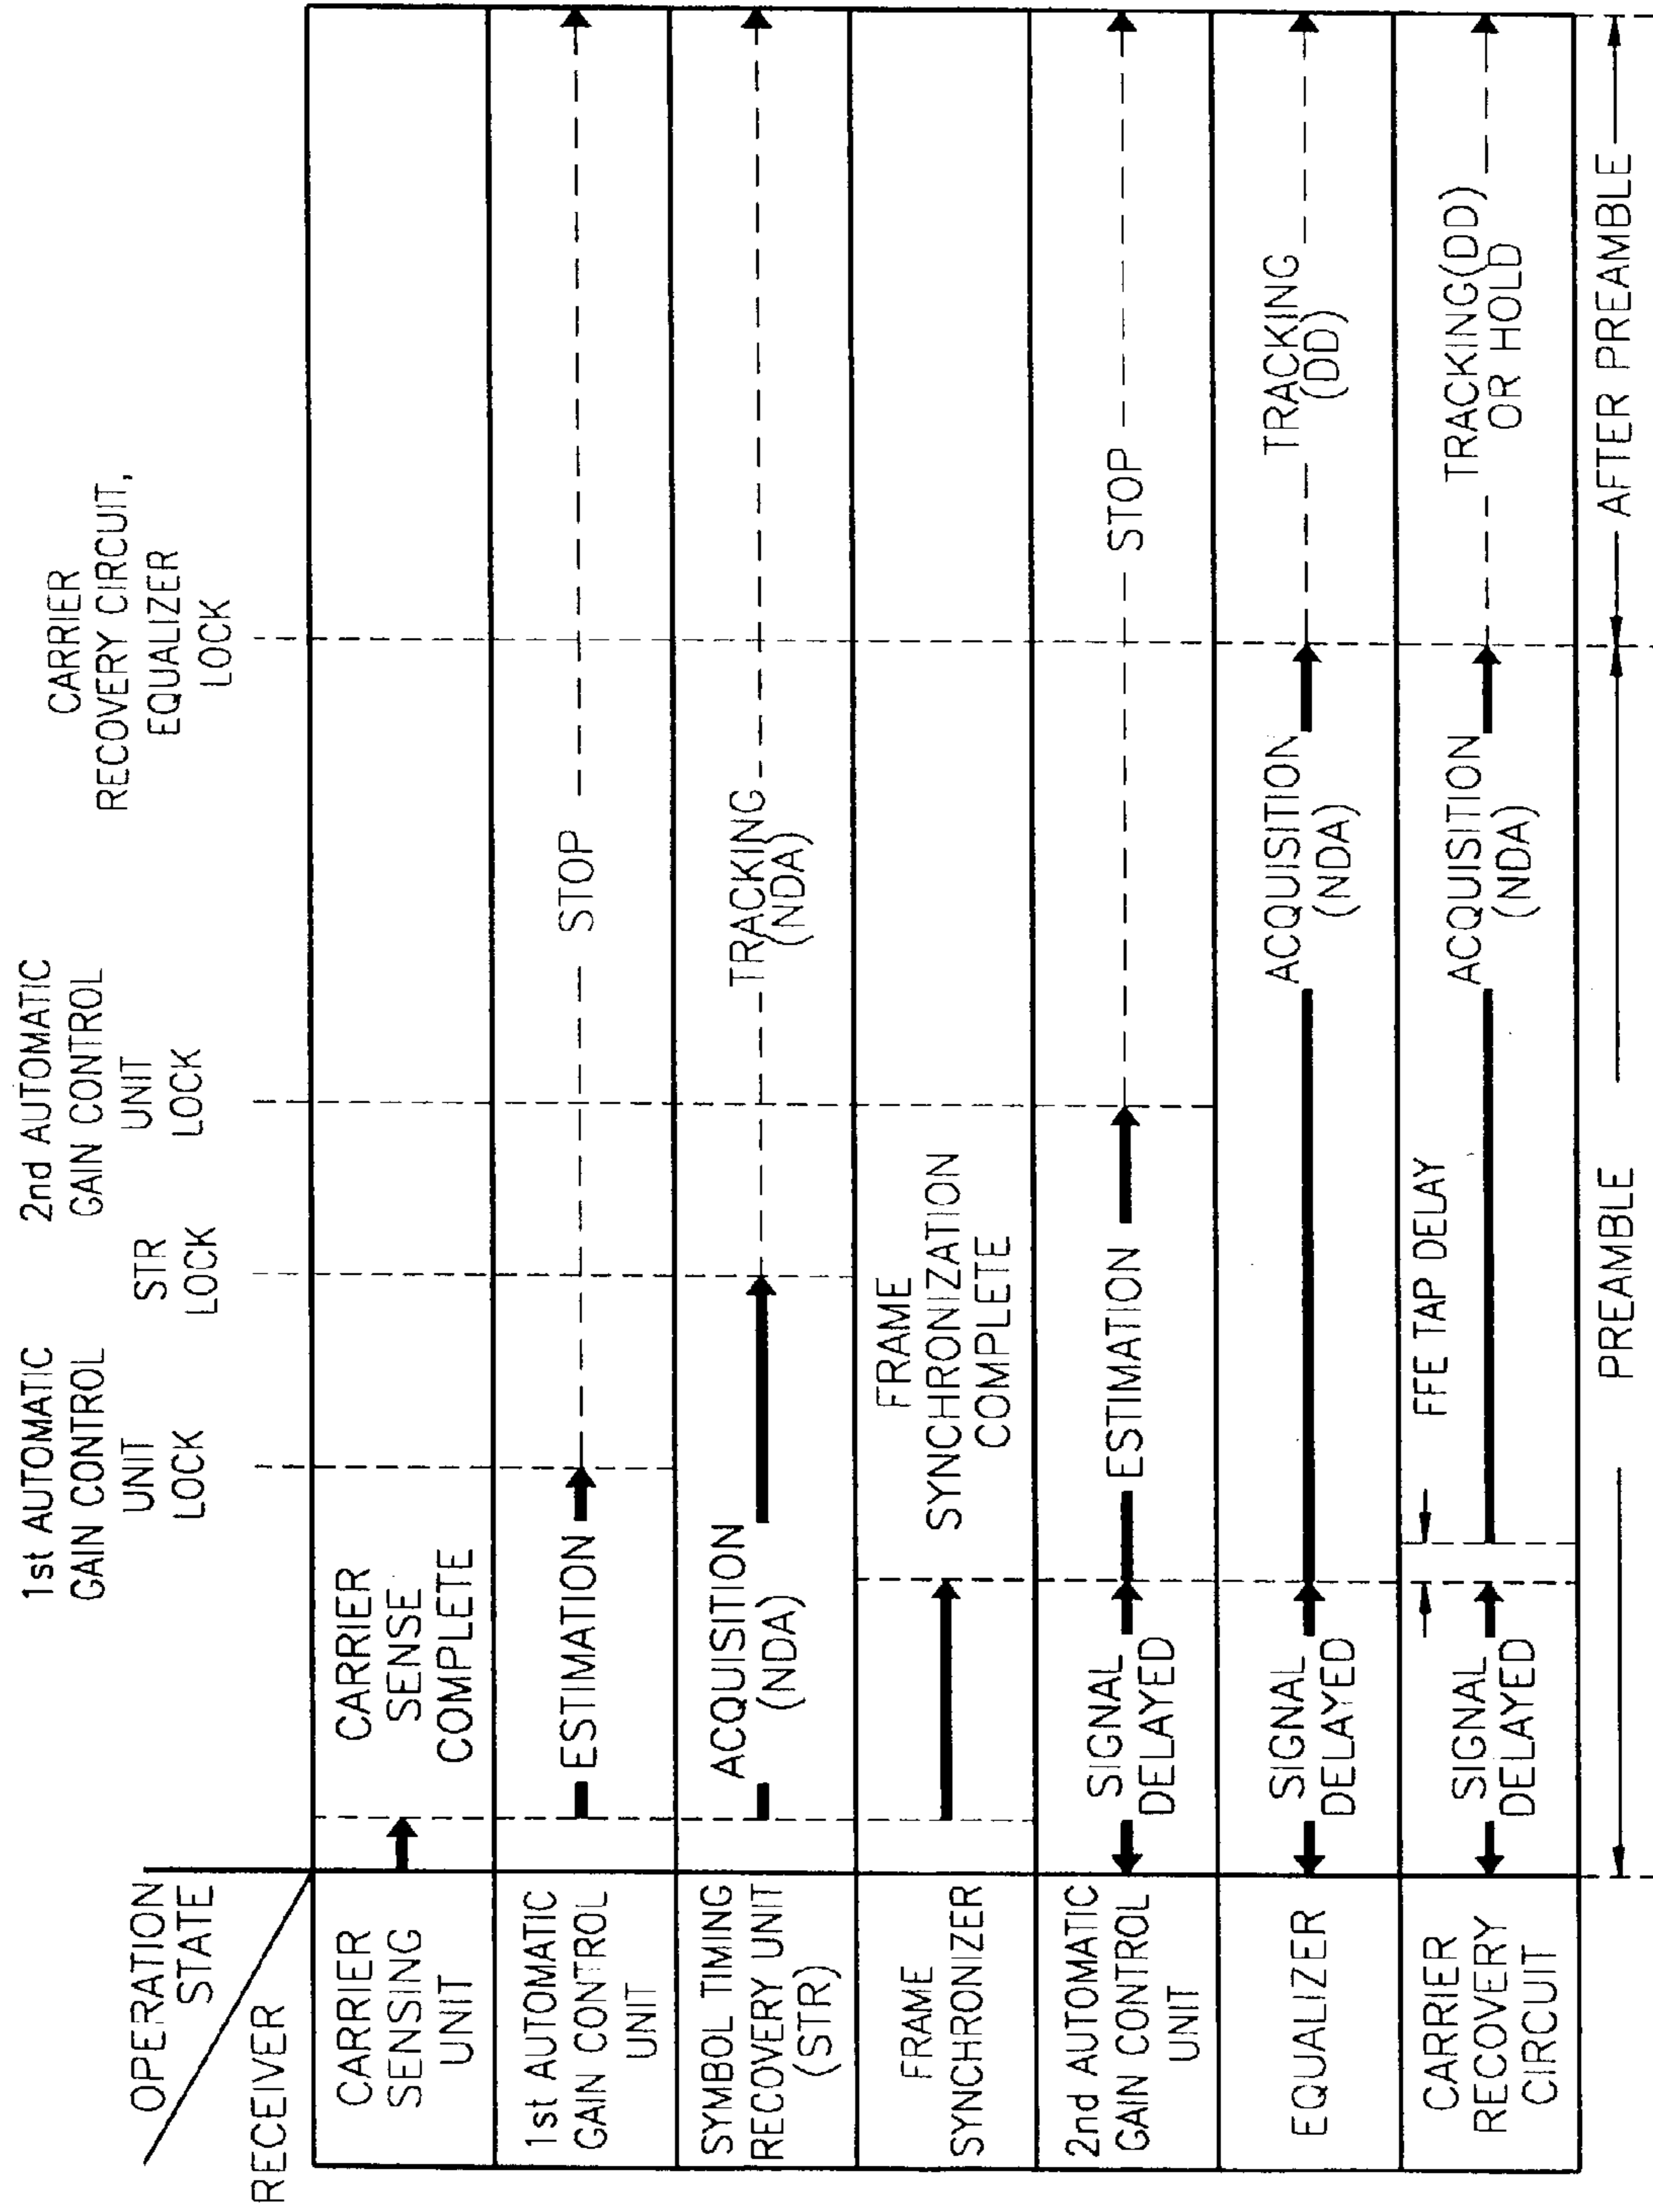 1st AUTOMATIC
GAIN CONTROL
UNIT
LOCK
STR
LOCK
2nd AUTOMATIC
GAIN CONTROL
UNIT
LOCK
CARRIER
RECOVERY CIRCUIT,
EQUALIZER
LOCK
OPERATION
STATE
RECEIVER
CARRIER
SENSING
UNIT
CARRIER
SENSE
COMPLETE
1st AUTOMATIC
GAIN CONTROL
UNIT
ESTIMATION
STOP
SYMBOL TIMING
RECOVERY UNIT
(STR)
ACQUISITION
(NDA)
TRACKING
(NDA)
FRAME
SYNCHRONIZER
FRAME
SYNCHRONIZATION
COMPLETE
2nd AUTOMATIC
GAIN CONTROL
UNIT
SIGNAL
DELAYED
ESTIMATION
STOP
EQUALIZER
SIGNAL
DELAYED
ACQUISITION
(NDA)
TRACKING
(DD)
CARRIER
RECOVERY
CIRCUIT
SIGNAL
DELAYED
FFE TAP DELAY
ACQUISITION
(NDA)
TRACKING(DD)
OR HOLD
PREAMBLE
AFTER PREAMBLE